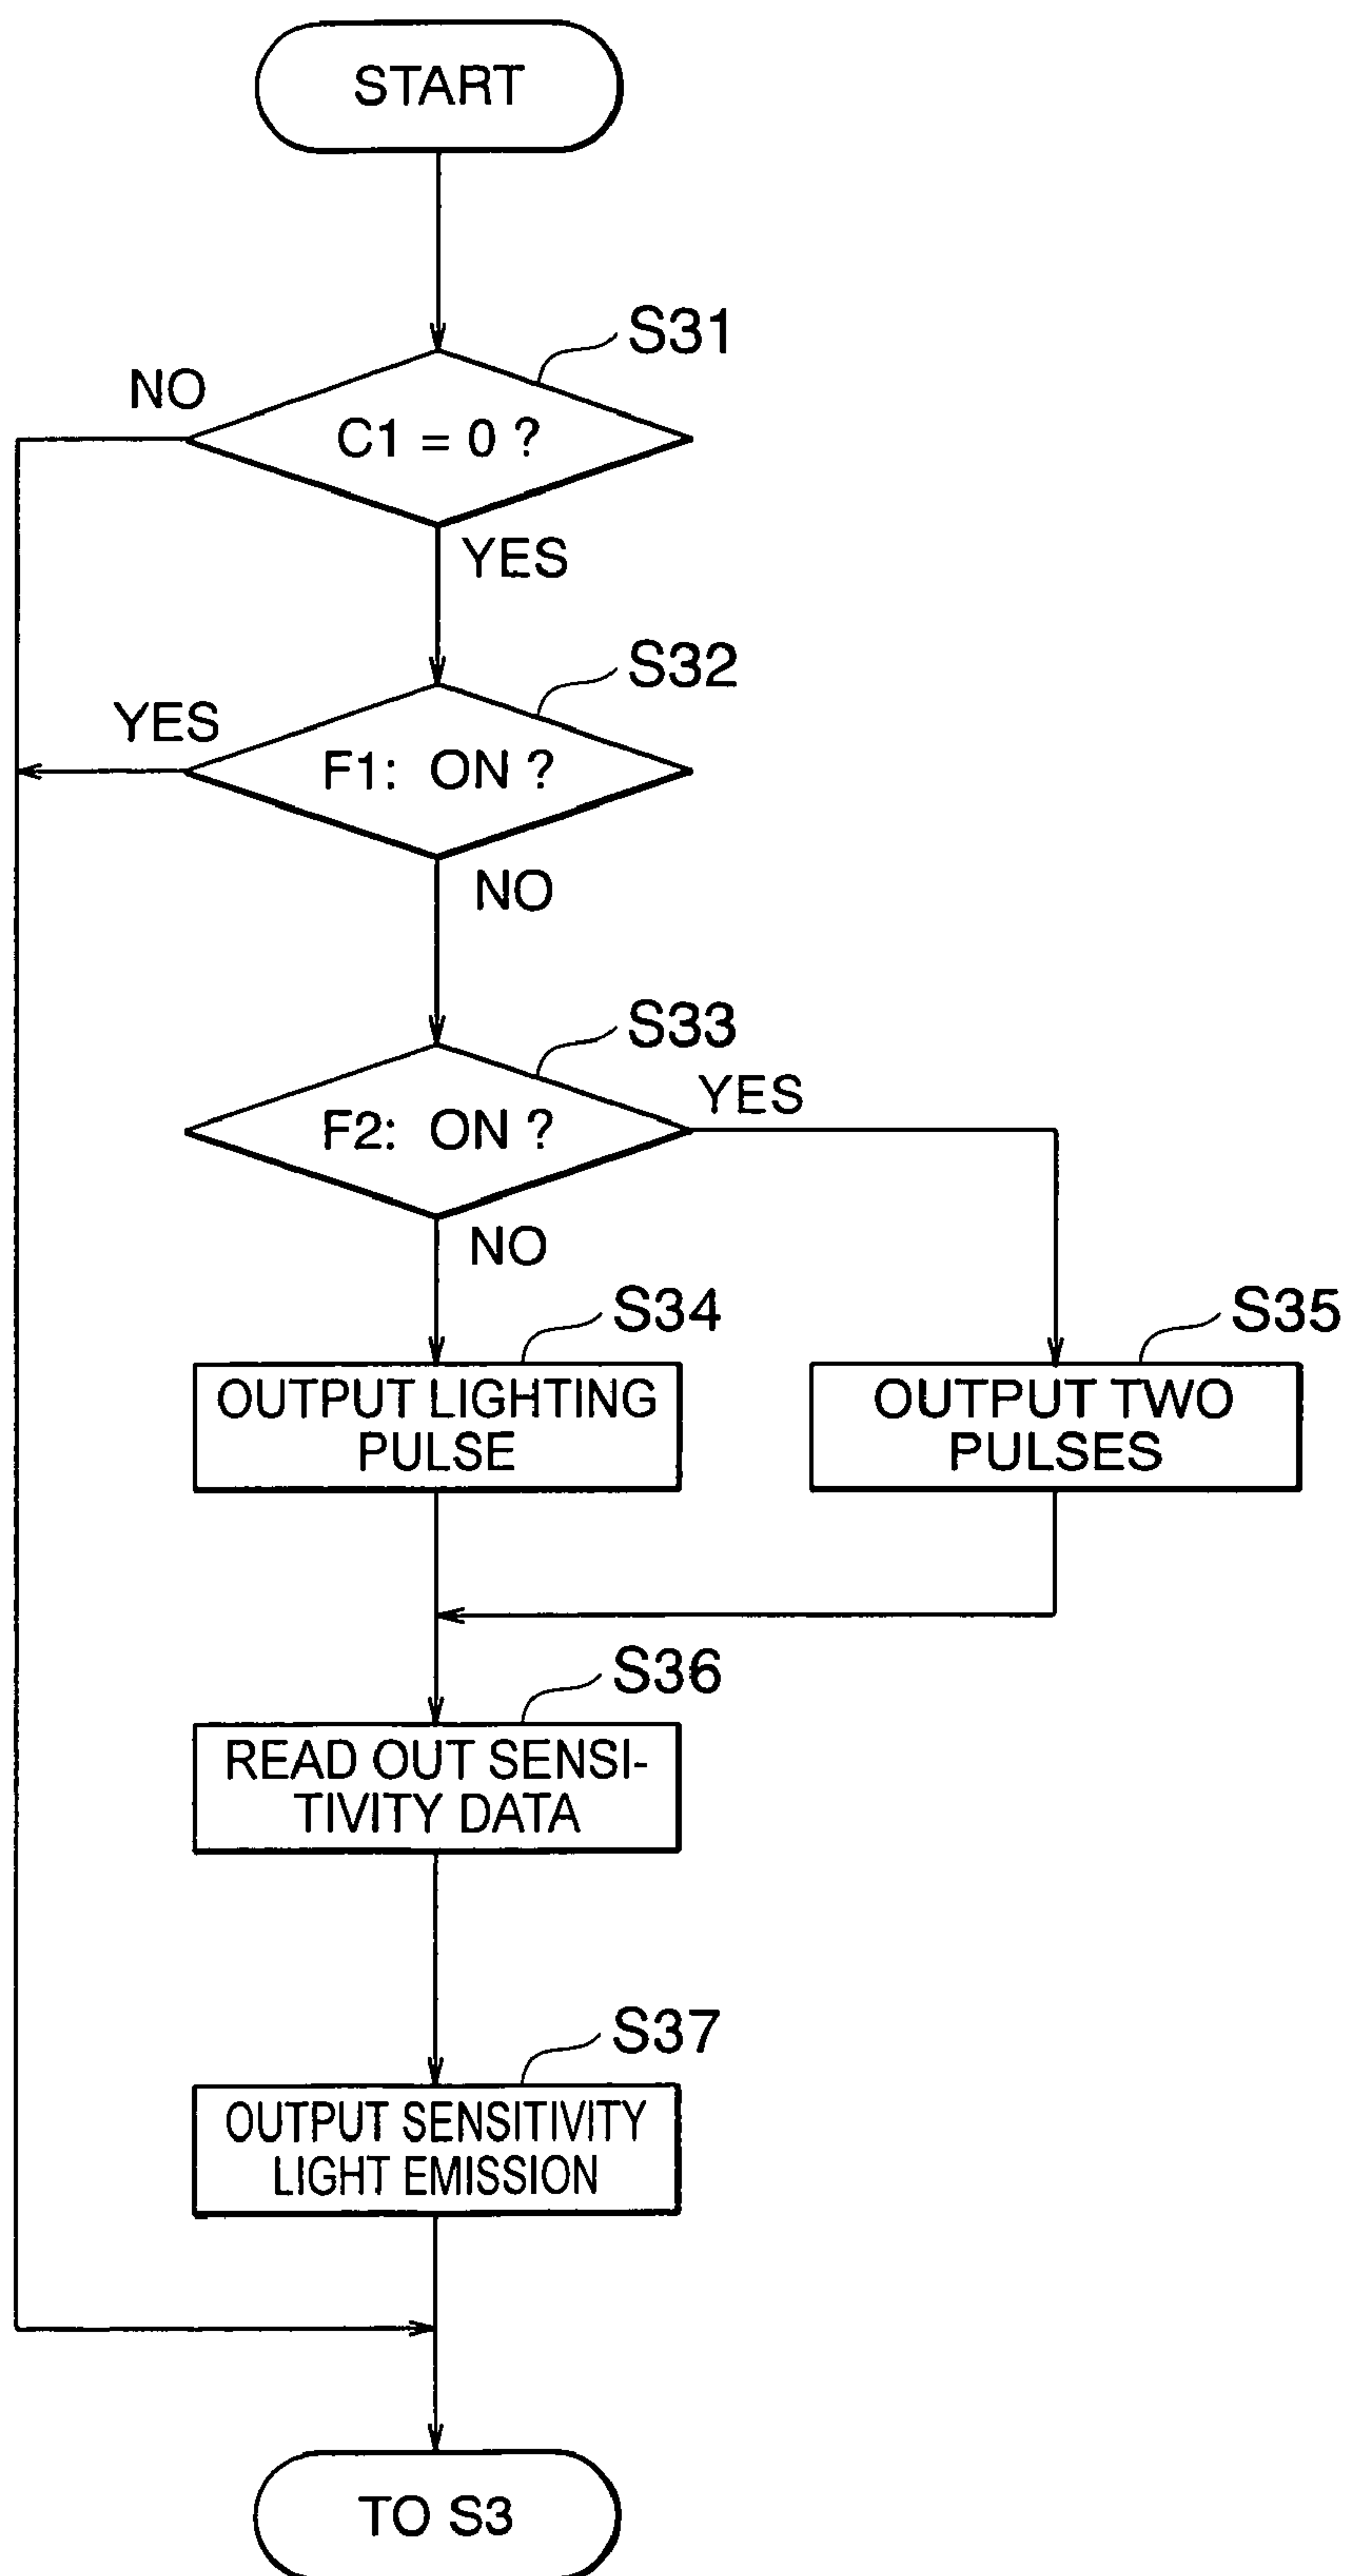 START
S31
NO
C1 = 0 ?
YES
S32
YES
F1: ON ?
NO
S33
YES
F2: ON ?
NO
S34
S35
OUTPUT LIGHTING
PULSE
OUTPUT TWO
PULSES
S36
READ OUT SENSI-
TIVITY DATA
S37
OUTPUT SENSITIVITY
LIGHT EMISSION
TO S3